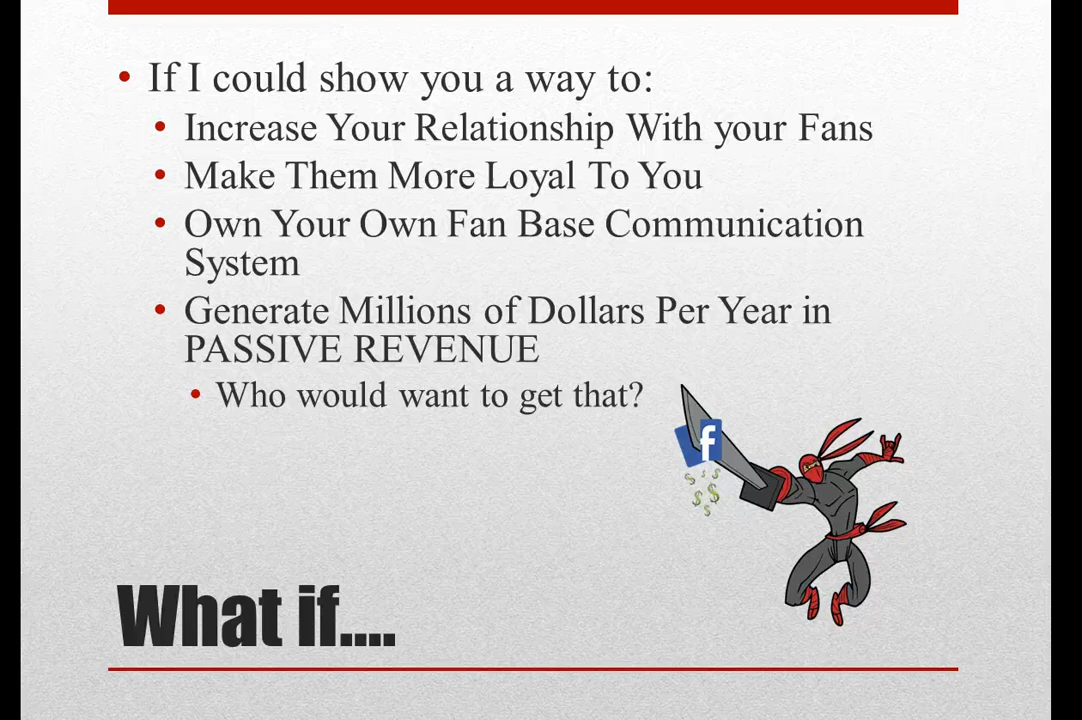 • If I could show you a way to:
• Increase Your Relationship With your Fans
• Make Them More Loyal To You
• Own Your Own Fan Base Communication
System
• Generate Millions of Dollars Per Year in
PASSIVE REVENUE
• Who would want to get that?
f
$ $ $
$ $
$
What if....